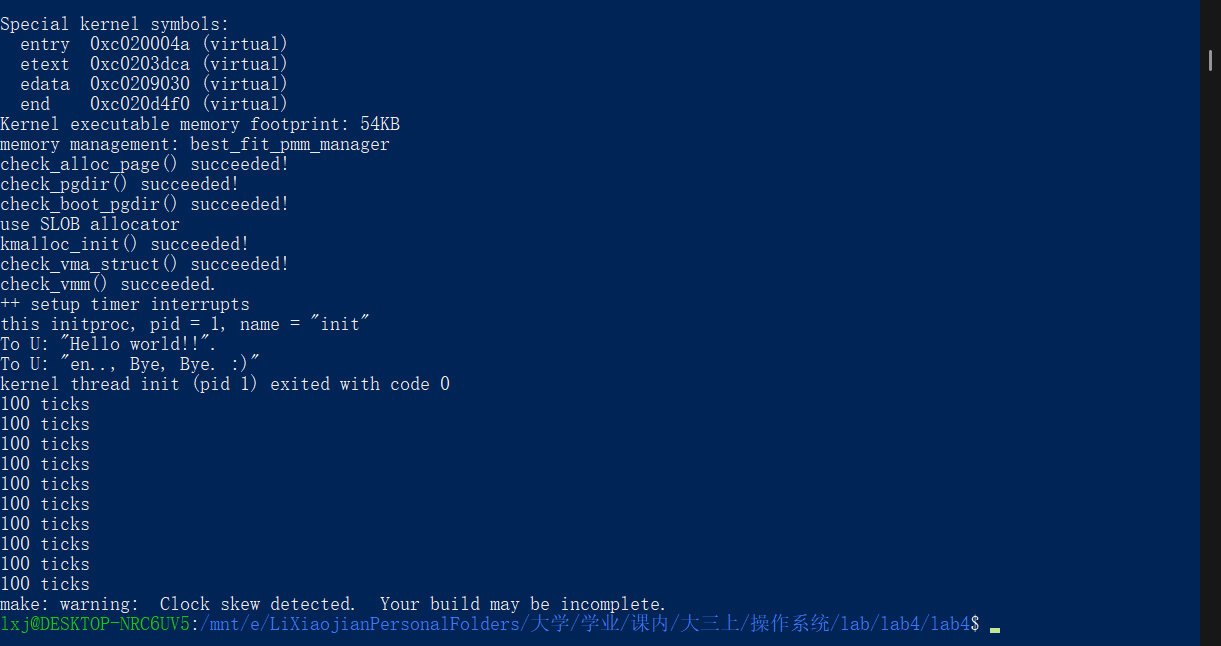 Special kernel symbols:
  entry  0xc020004a (virtual)
  etext  0xc0203dca (virtual)
  edata  0xc0209030 (virtual)
  end    0xc020d4f0 (virtual)
Kernel executable memory footprint: 54KB
memory management: best_fit_pmm_manager
check_alloc_page() succeeded!
check_pgdir() succeeded!
check_boot_pgdir() succeeded!
use SLOB allocator
kmalloc_init() succeeded!
check_vma_struct() succeeded!
check_vmm() succeeded.
++ setup timer interrupts
this initproc, pid = 1, name = "init"
To U: "Hello world!!".
To U: "en.., Bye, Bye. :)"
kernel thread init (pid 1) exited with code 0
100 ticks
100 ticks
100 ticks
100 ticks
100 ticks
100 ticks
100 ticks
100 ticks
100 ticks
100 ticks
make: warning:  Clock skew detected.  Your build may be incomplete.
lxj@DESKTOP-NRC6UV5:/mnt/e/LiXiaojianPersonalFolders/大学/学业/课内/大三上/操作系统/lab/lab4/lab4$